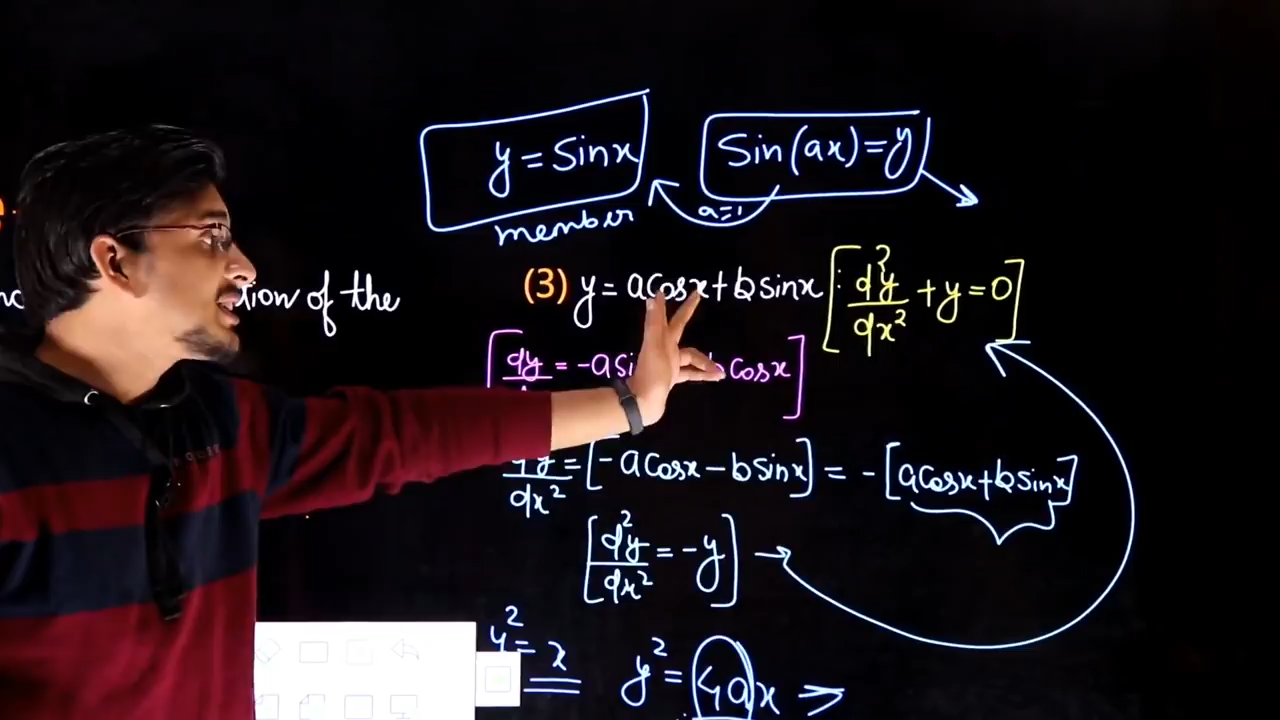 y = Sinx
Sin(ax)=y
a=1
member
tion of the
(3) y = acosx + bsinx [d²y/dx² + y = 0]
[dy = -asi cosx]
dx² = [-acosx - bsinx] = -[acosx + bsinx]
[d²y/dx² = -y] →
y² = x y² = 4ax →